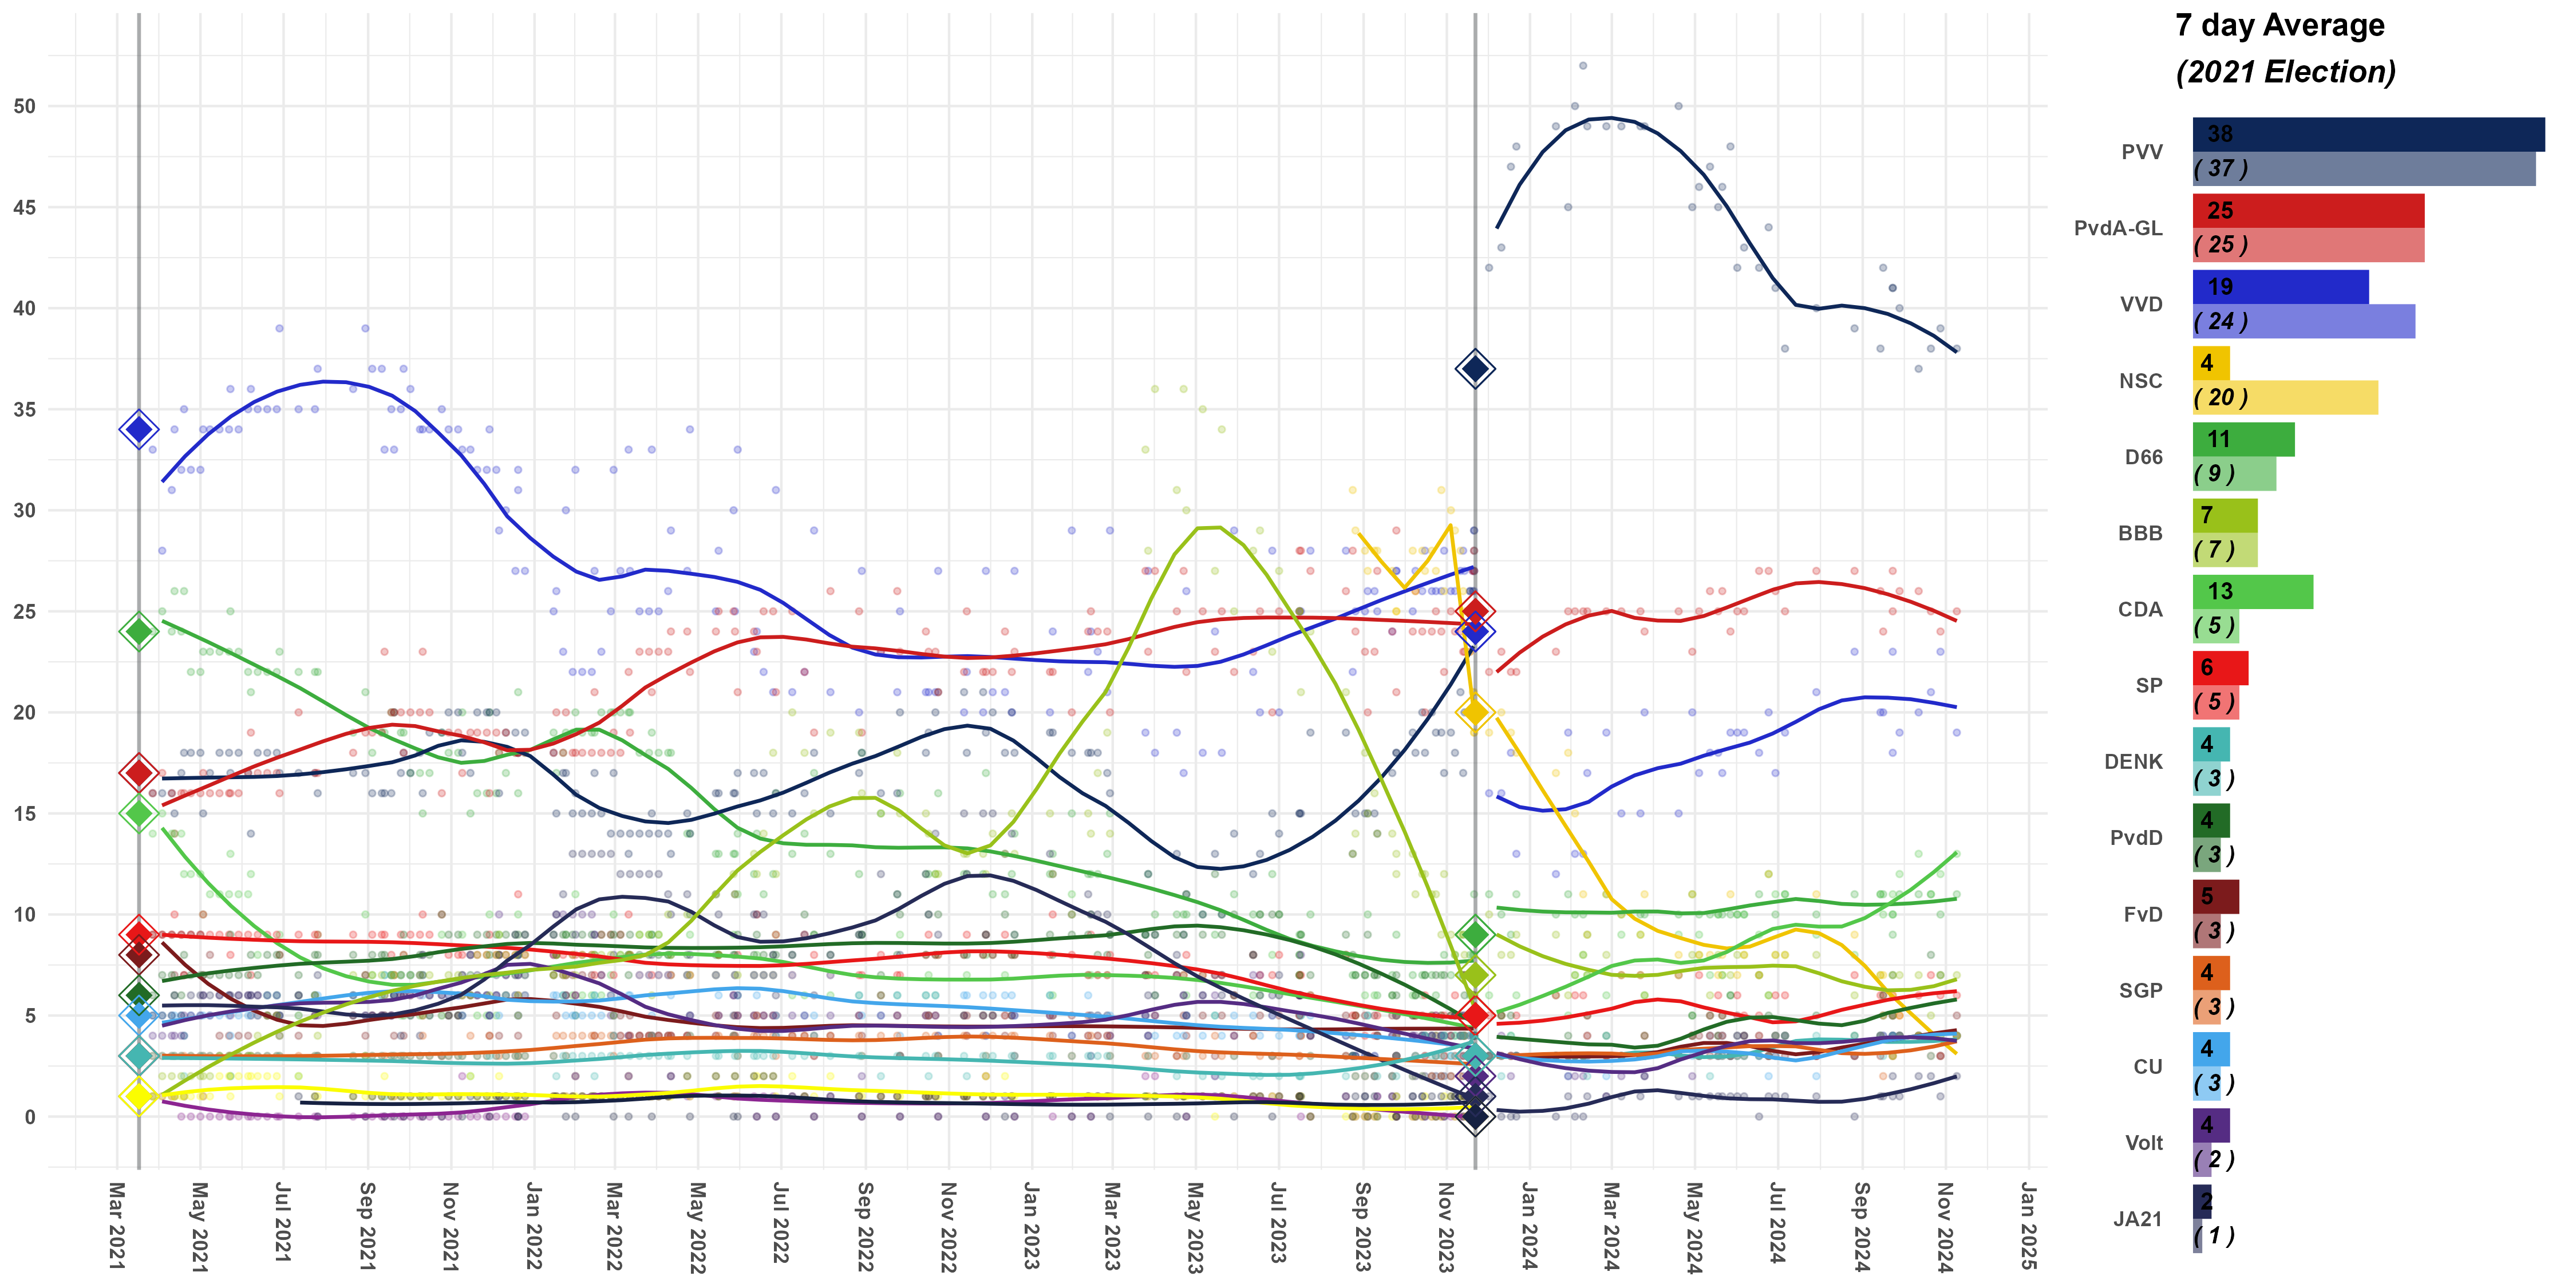 7 day Average
(2021 Election)
50
45
40
35
30
25
20
15
10
5
0
Mar 2021
May 2021
Jul 2021
Sep 2021
Nov 2021
Jan 2022
Mar 2022
May 2022
Jul 2022
Sep 2022
Nov 2022
Jan 2023
Mar 2023
May 2023
Jul 2023
Sep 2023
Nov 2023
Jan 2024
Mar 2024
May 2024
Jul 2024
Sep 2024
Nov 2024
Jan 2025
PVV
38
( 37 )
PvdA-GL
25
( 25 )
VVD
19
( 24 )
NSC
4
( 20 )
D66
11
( 9 )
BBB
7
( 7 )
CDA
13
( 5 )
SP
6
( 5 )
DENK
4
( 3 )
PvdD
4
( 3 )
FvD
5
( 3 )
SGP
4
( 3 )
CU
4
( 3 )
Volt
4
( 2 )
JA21
2
( 1 )